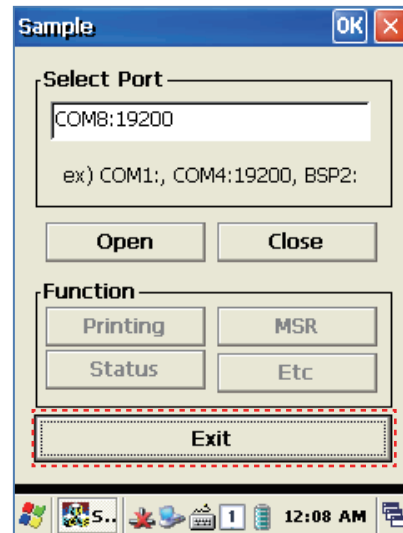 Sample OK
Select Port
COM8:19200
ex) COM1:, COM4:19200, BSP2:
Open Close
Function
Printing MSR
Status Etc
Exit
S.. 1 12:08 AM